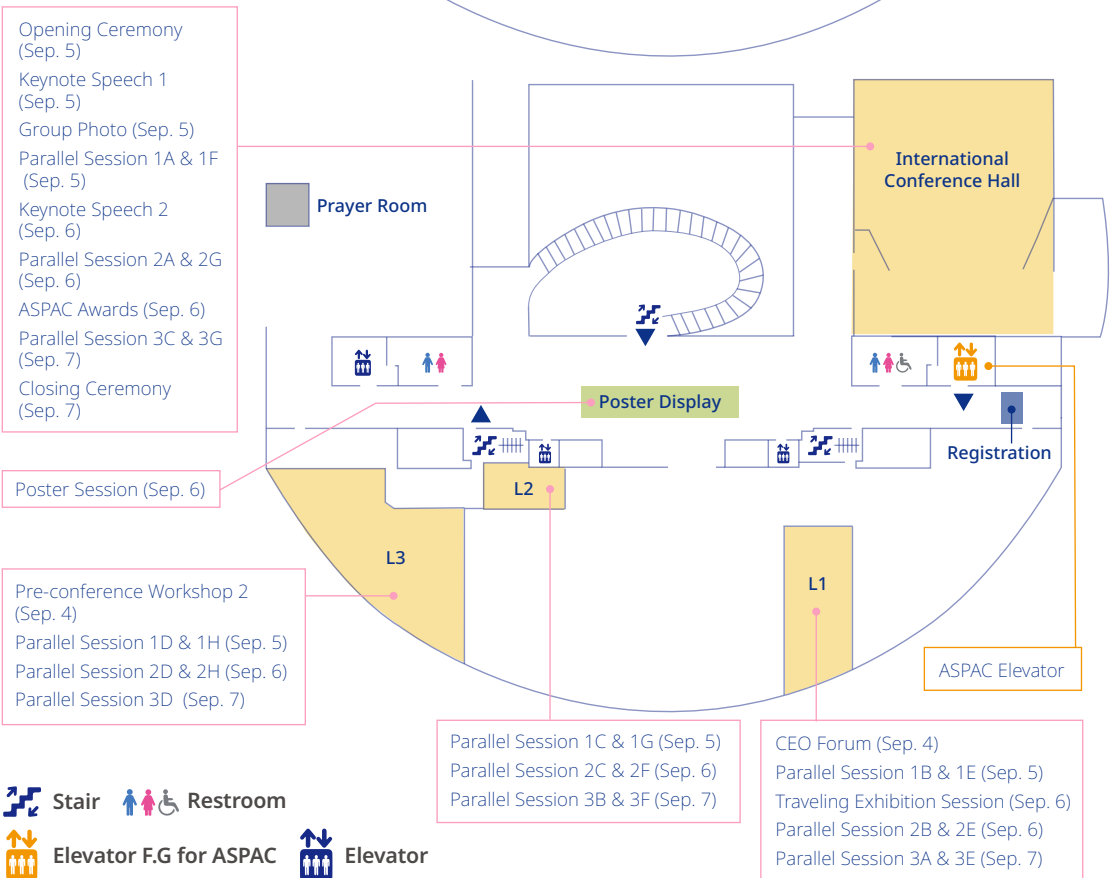 Opening Ceremony
(Sep. 5)
Keynote Speech 1
(Sep. 5)
Group Photo (Sep. 5)
Parallel Session 1A & 1F
(Sep. 5)
Keynote Speech 2
(Sep. 6)
Parallel Session 2A & 2G
(Sep. 6)
ASPAC Awards (Sep. 6)
Parallel Session 3C & 3G
(Sep. 7)
Closing Ceremony
(Sep. 7)
International
Conference Hall
Prayer Room
Poster Display
Registration
Poster Session (Sep. 6)
L2
L3
L1
Pre-conference Workshop 2
(Sep. 4)
Parallel Session 1D & 1H (Sep. 5)
Parallel Session 2D & 2H (Sep. 6)
Parallel Session 3D (Sep. 7)
ASPAC Elevator
Parallel Session 1C & 1G (Sep. 5)
Parallel Session 2C & 2F (Sep. 6)
Parallel Session 3B & 3F (Sep. 7)
CEO Forum (Sep. 4)
Parallel Session 1B & 1E (Sep. 5)
Traveling Exhibition Session (Sep. 6)
Parallel Session 2B & 2E (Sep. 6)
Parallel Session 3A & 3E (Sep. 7)
Stair
Restroom
Elevator F.G for ASPAC
Elevator